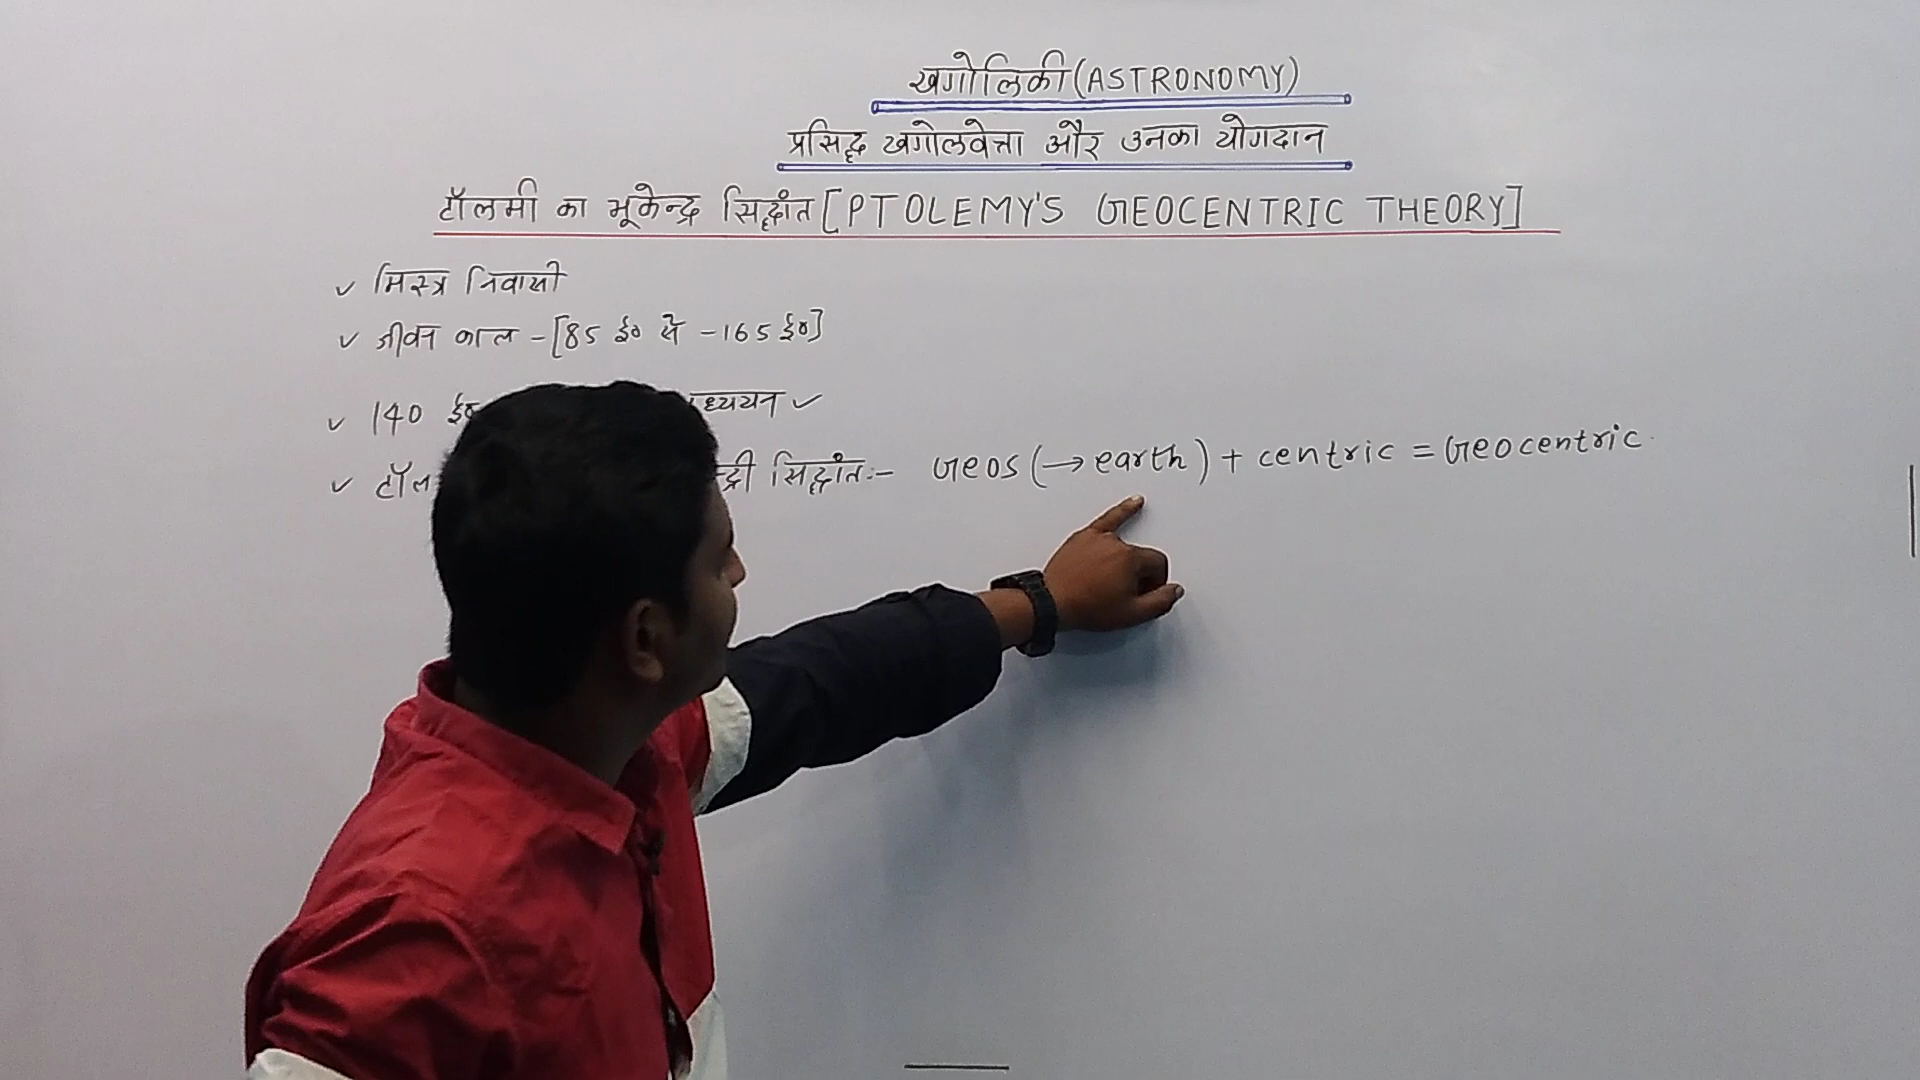 खगोलिकी(ASTRONOMY)
प्रसिद्ध खगोलवेत्ता और उनका योगदान
टॉलमी का भूकेन्द्र सिद्धांत[PTOLEMY'S GEOCENTRIC THEORY]
✓ मिस्त्र निवासी
✓ जीवन काल -[85 ई० से -165 ई०]
✓ 140 ई० ध्ययन ✓
✓ टॉल न्द्री सिद्धांत:- Geos (→ earth) + centric = Geocentric.